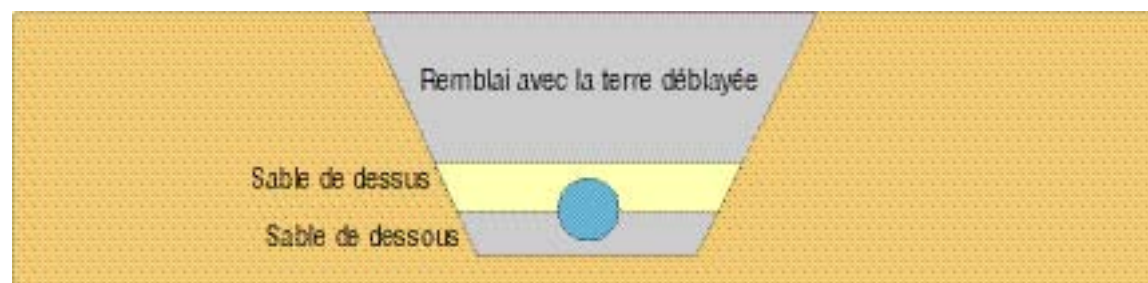 Remblai avec la terre déblayée
Sable de dessus
Sable de dessous